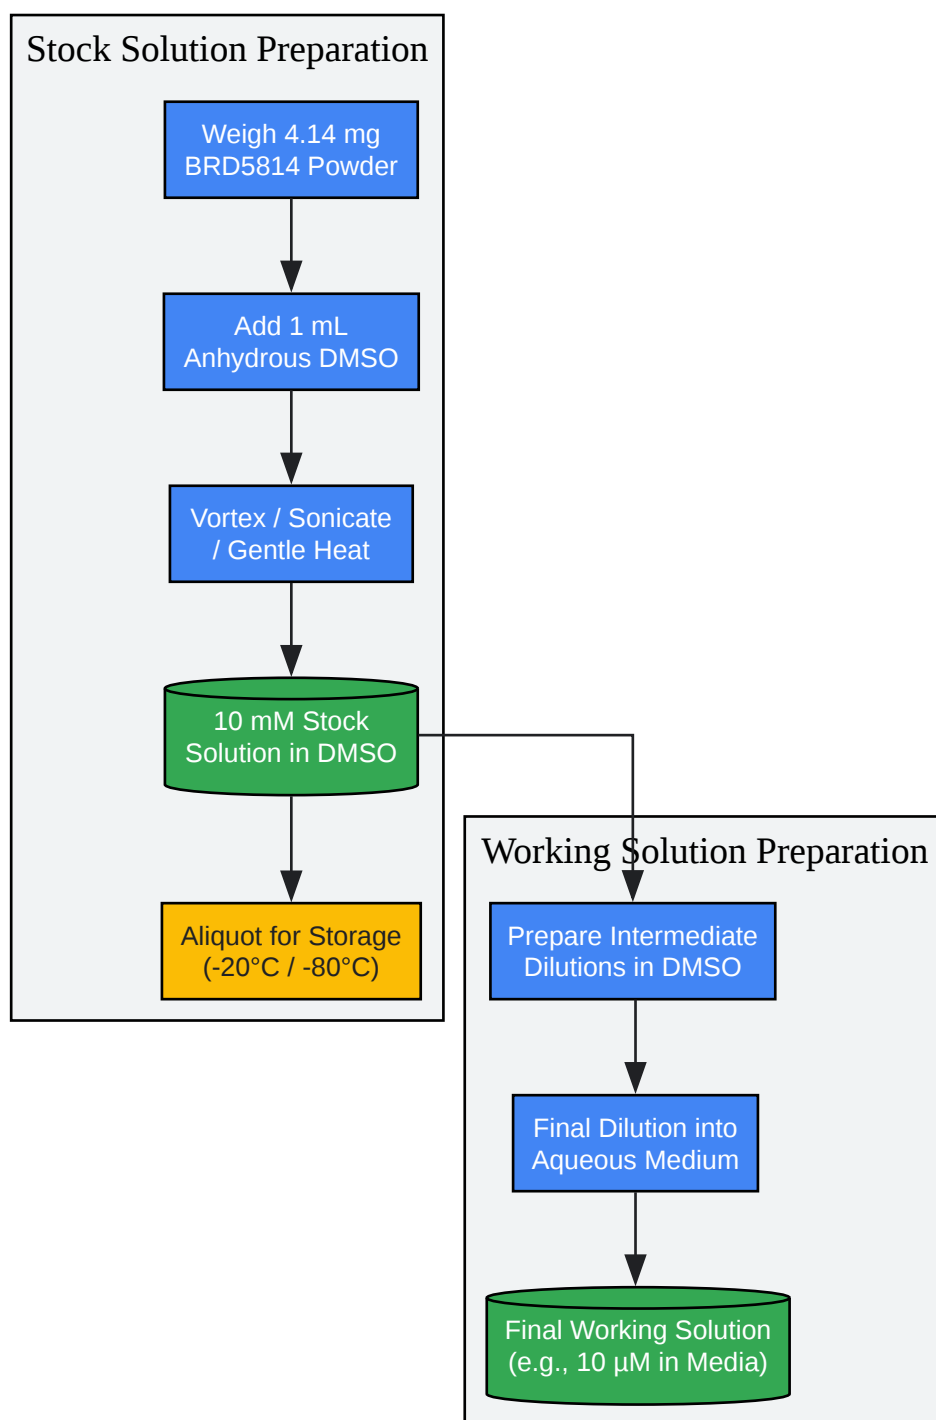 Stock Solution Preparation
Weigh 4.14 mg
BRD5814 Powder
Add 1 mL
Anhydrous DMSO
Vortex / Sonicate
/ Gentle Heat
10 mM Stock
Solution in DMSO
Aliquot for Storage
(-20°C / -80°C)
Working Solution Preparation
Prepare Intermediate
Dilutions in DMSO
Final Dilution into
Aqueous Medium
Final Working Solution
(e.g., 10 µM in Media)